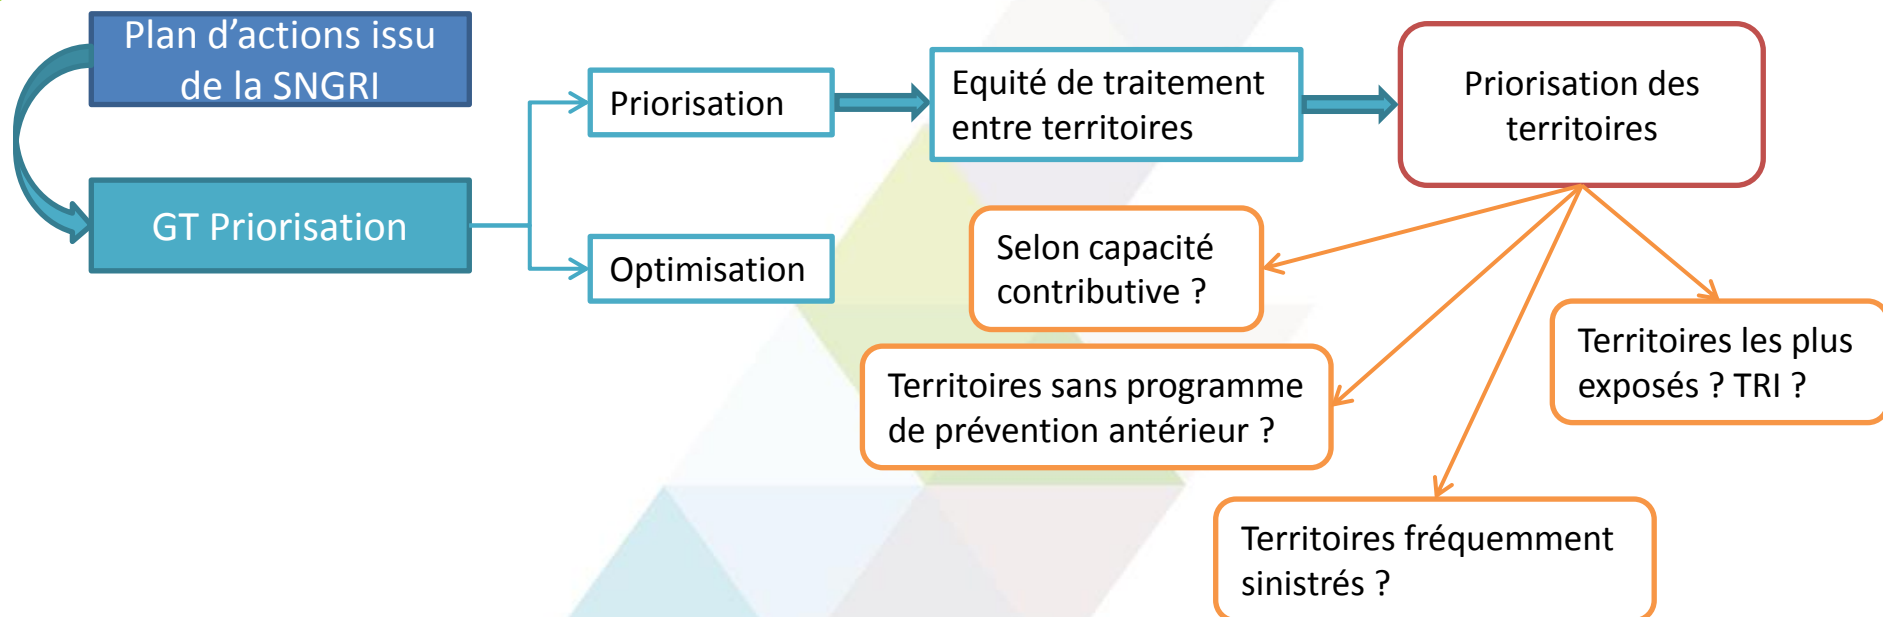 Plan d'actions issu
de la SNGRI
GT Priorisation
Priorisation
Optimisation
Equité de traitement
entre territoires
Priorisation des
territoires
Selon capacité
contributive ?
Territoires sans programme
de prévention antérieur ?
Territoires fréquemment
sinistrés ?
Territoires les plus
exposés ? TRI ?